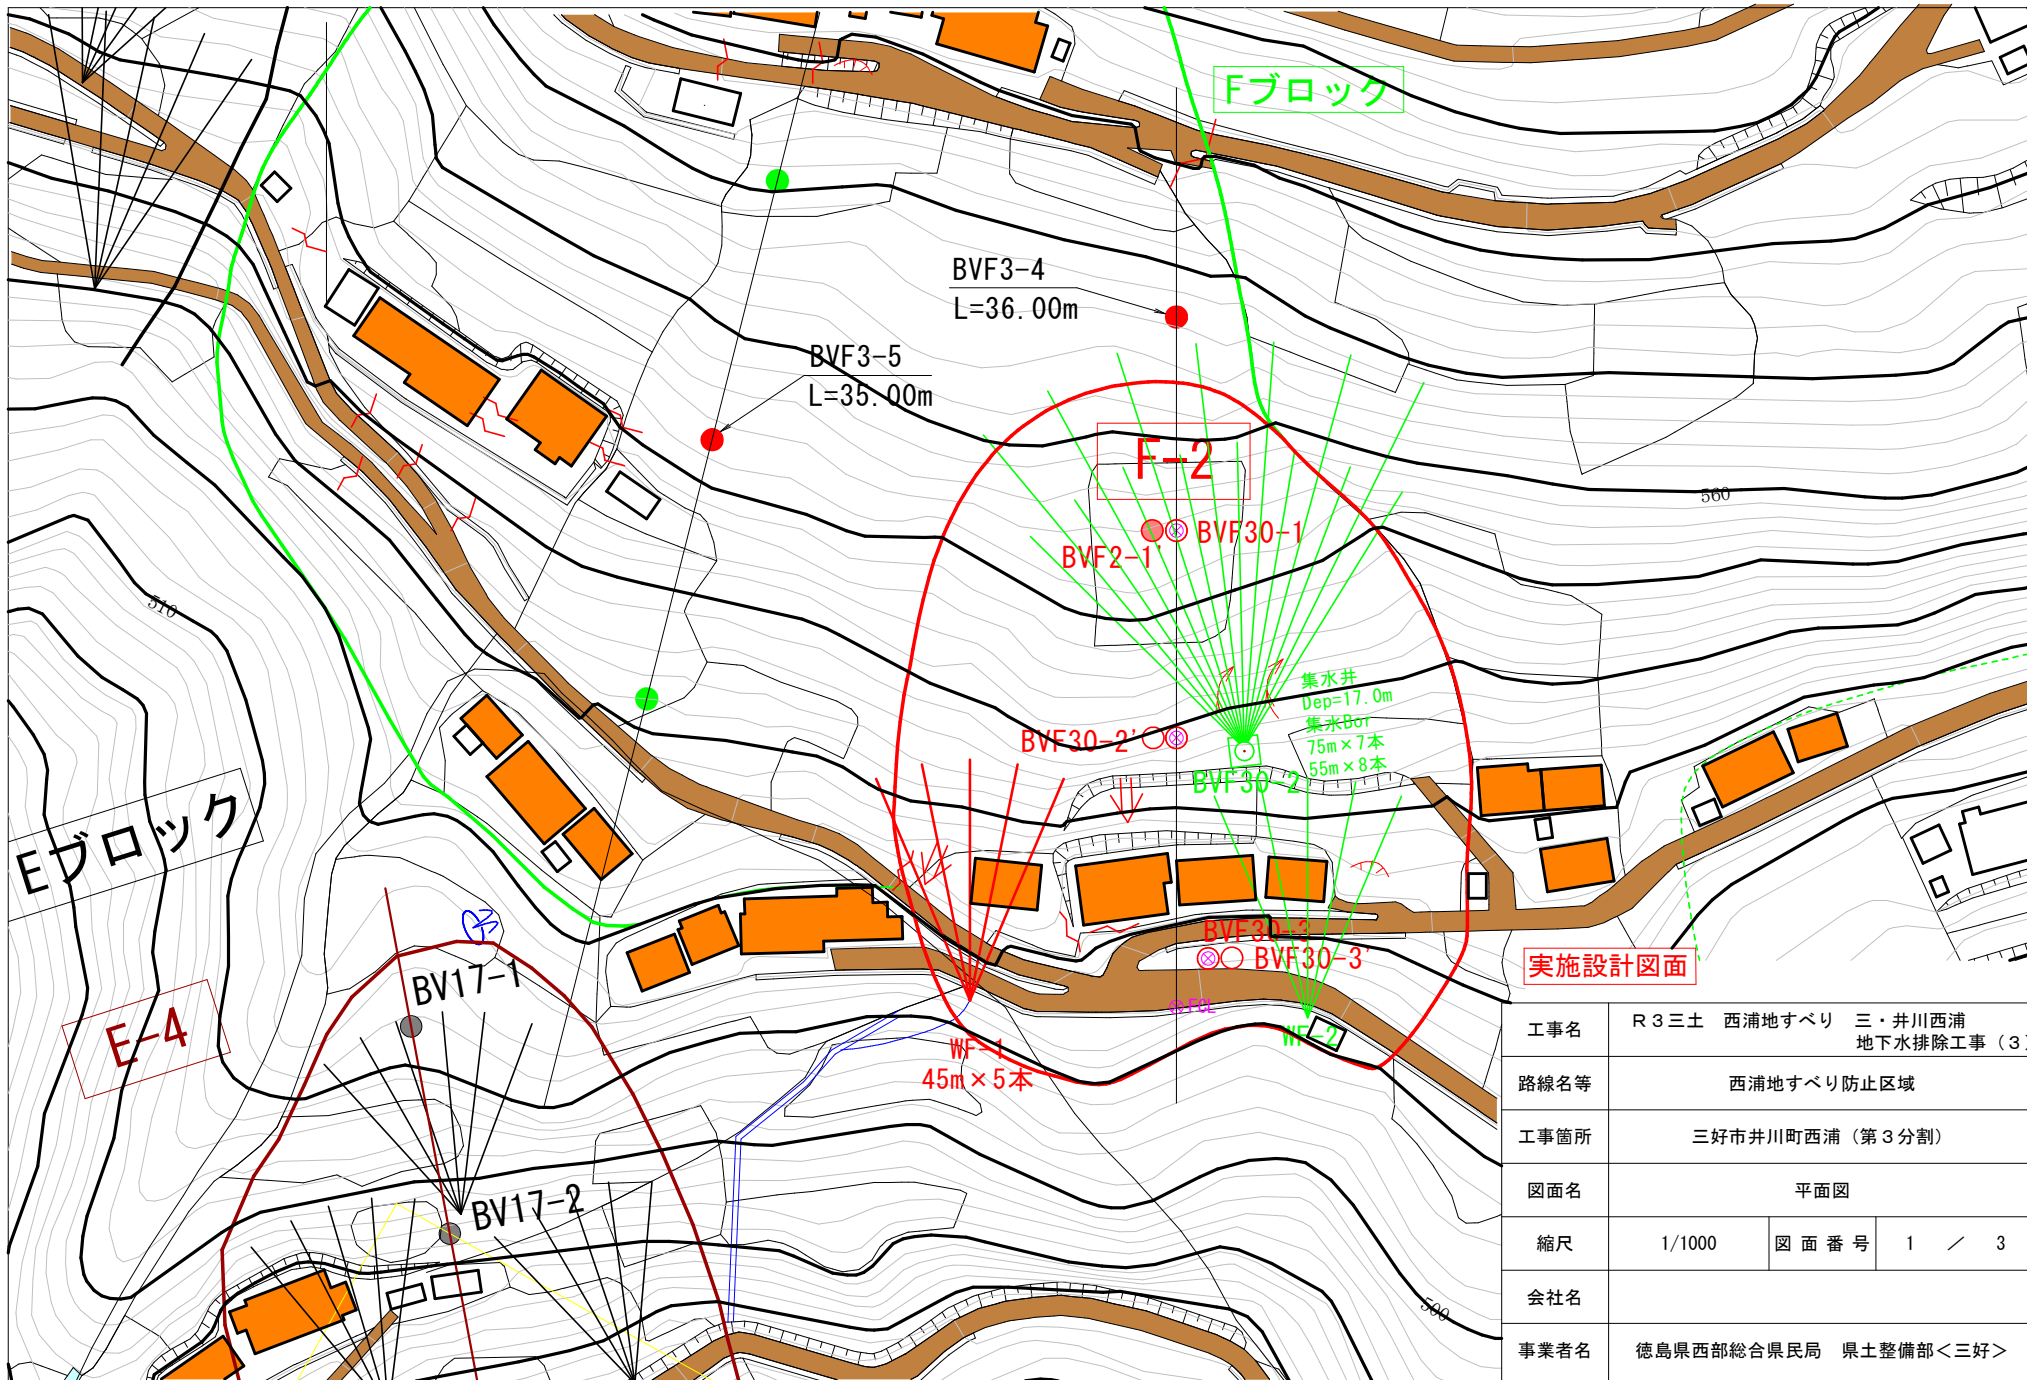 Fブロック
BVF3-4
L=36.00m
BVF3-5
L=35.00m
F-2
560
BVF30-1
BVF2-1'
510
集水井
Dep=17.0m
集水Bor
75m×7本
55m×8本
BVF30-2'
BVF30-2
Eブロック
BVF30-3
BVF30-3'
実施設計図面
BV17-1
E-4
WF-1
45m×5本
WF-2
BV17-2
500
工事名 R3三土 西浦地すべり 三・井川西浦
地下水排除工事(3)
路線名等 西浦地すべり防止区域
工事箇所 三好市井川町西浦(第3分割)
図面名 平面図
縮尺 1/1000 図面番号 1 / 3
会社名
事業者名 徳島県西部総合県民局 県土整備部<三好>